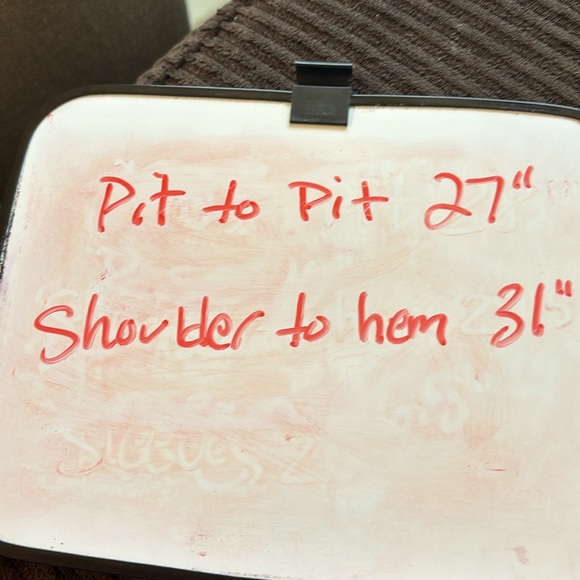 Pit to Pit 27"
Shoulder to hem 31"